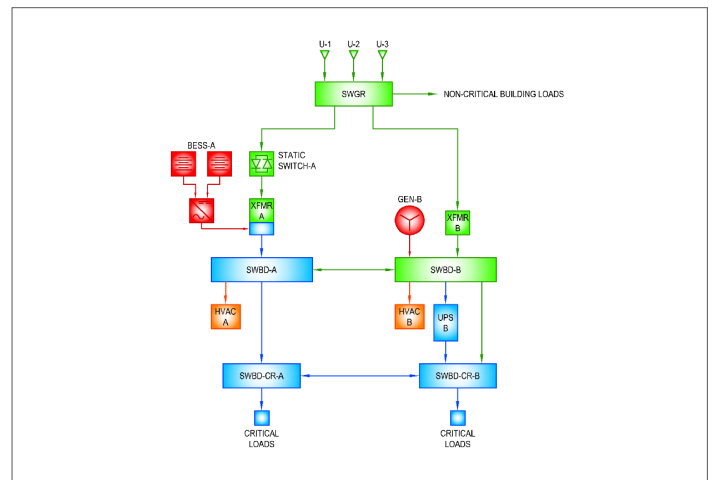 U-1 U-2 U-3
SWGR
NON-CRITICAL BUILDING LOADS
BESS-A
STATIC
SWITCH-A
XFMR
A
GEN-B
XFMR
B
SWBD-A
SWBD-B
HVAC
A
HVAC
B
UPS
B
SWBD-CR-A
SWBD-CR-B
CRITICAL
LOADS
CRITICAL
LOADS